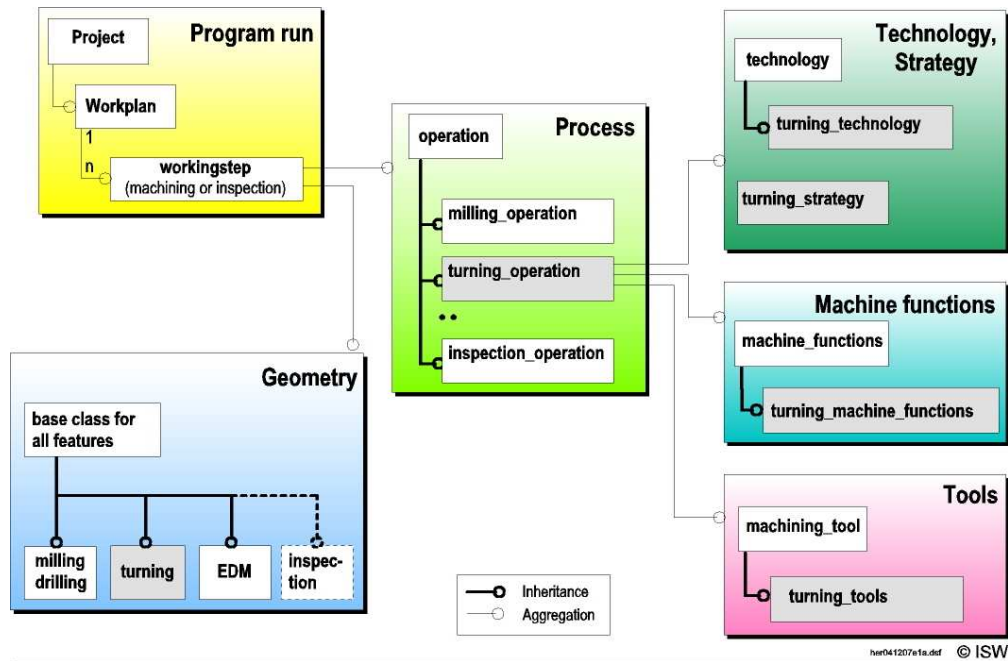 Program run
Project
Workplan
1
n
workingstep
(machining or inspection)
Process
operation
milling_operation
turning_operation
..
inspection_operation
Technology,
Strategy
technology
turning_technology
turning_strategy
Machine functions
machine_functions
turning_machine_functions
Geometry
base class for
all features
milling
drilling
turning
EDM
inspec-
tion
Tools
machining_tool
turning_tools
Inheritance
Aggregation
her041207e1a.dsf © ISW